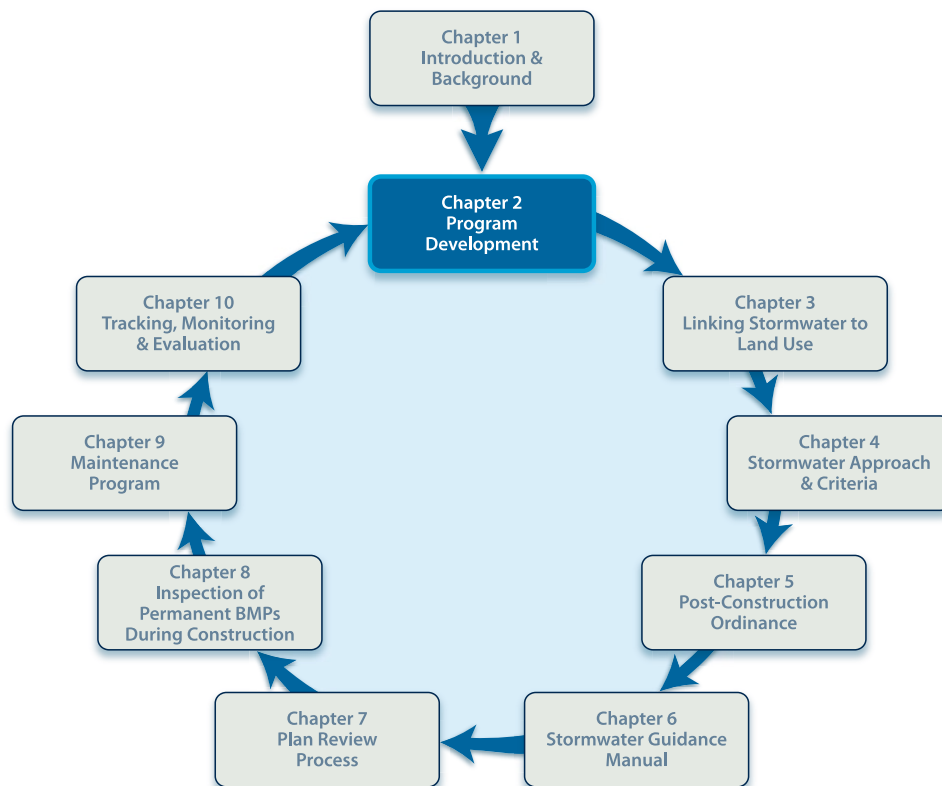 Chapter 1
Introduction &
Background
Chapter 2
Program
Development
Chapter 3
Linking Stormwater to
Land Use
Chapter 4
Stormwater Approach
& Criteria
Chapter 5
Post-Construction
Ordinance
Chapter 6
Stormwater Guidance
Manual
Chapter 7
Plan Review
Process
Chapter 8
Inspection of
Permanent BMPs
During Construction
Chapter 9
Maintenance
Program
Chapter 10
Tracking, Monitoring
& Evaluation